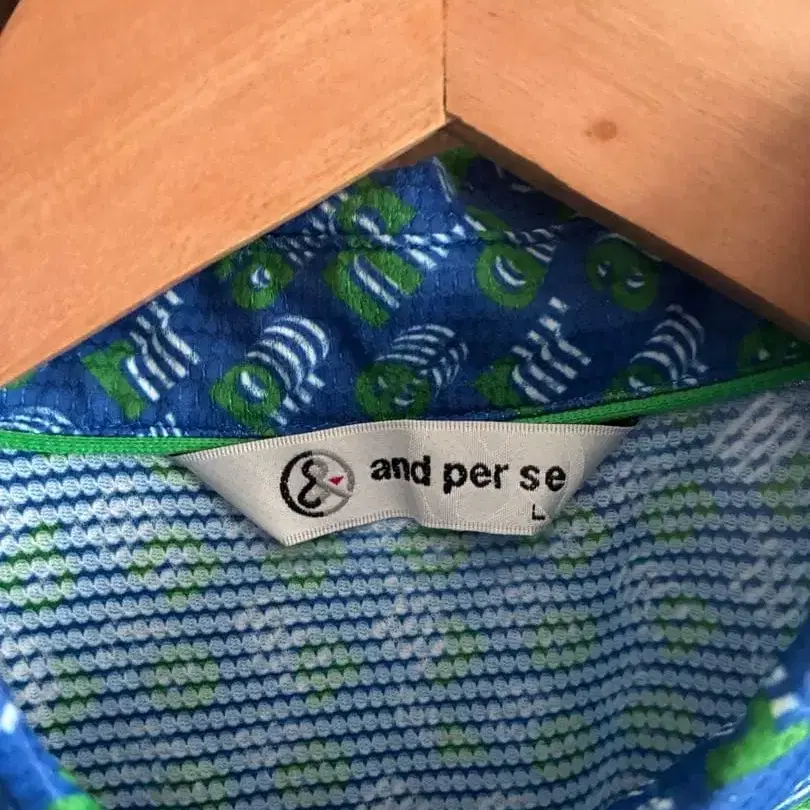 & and per se
L